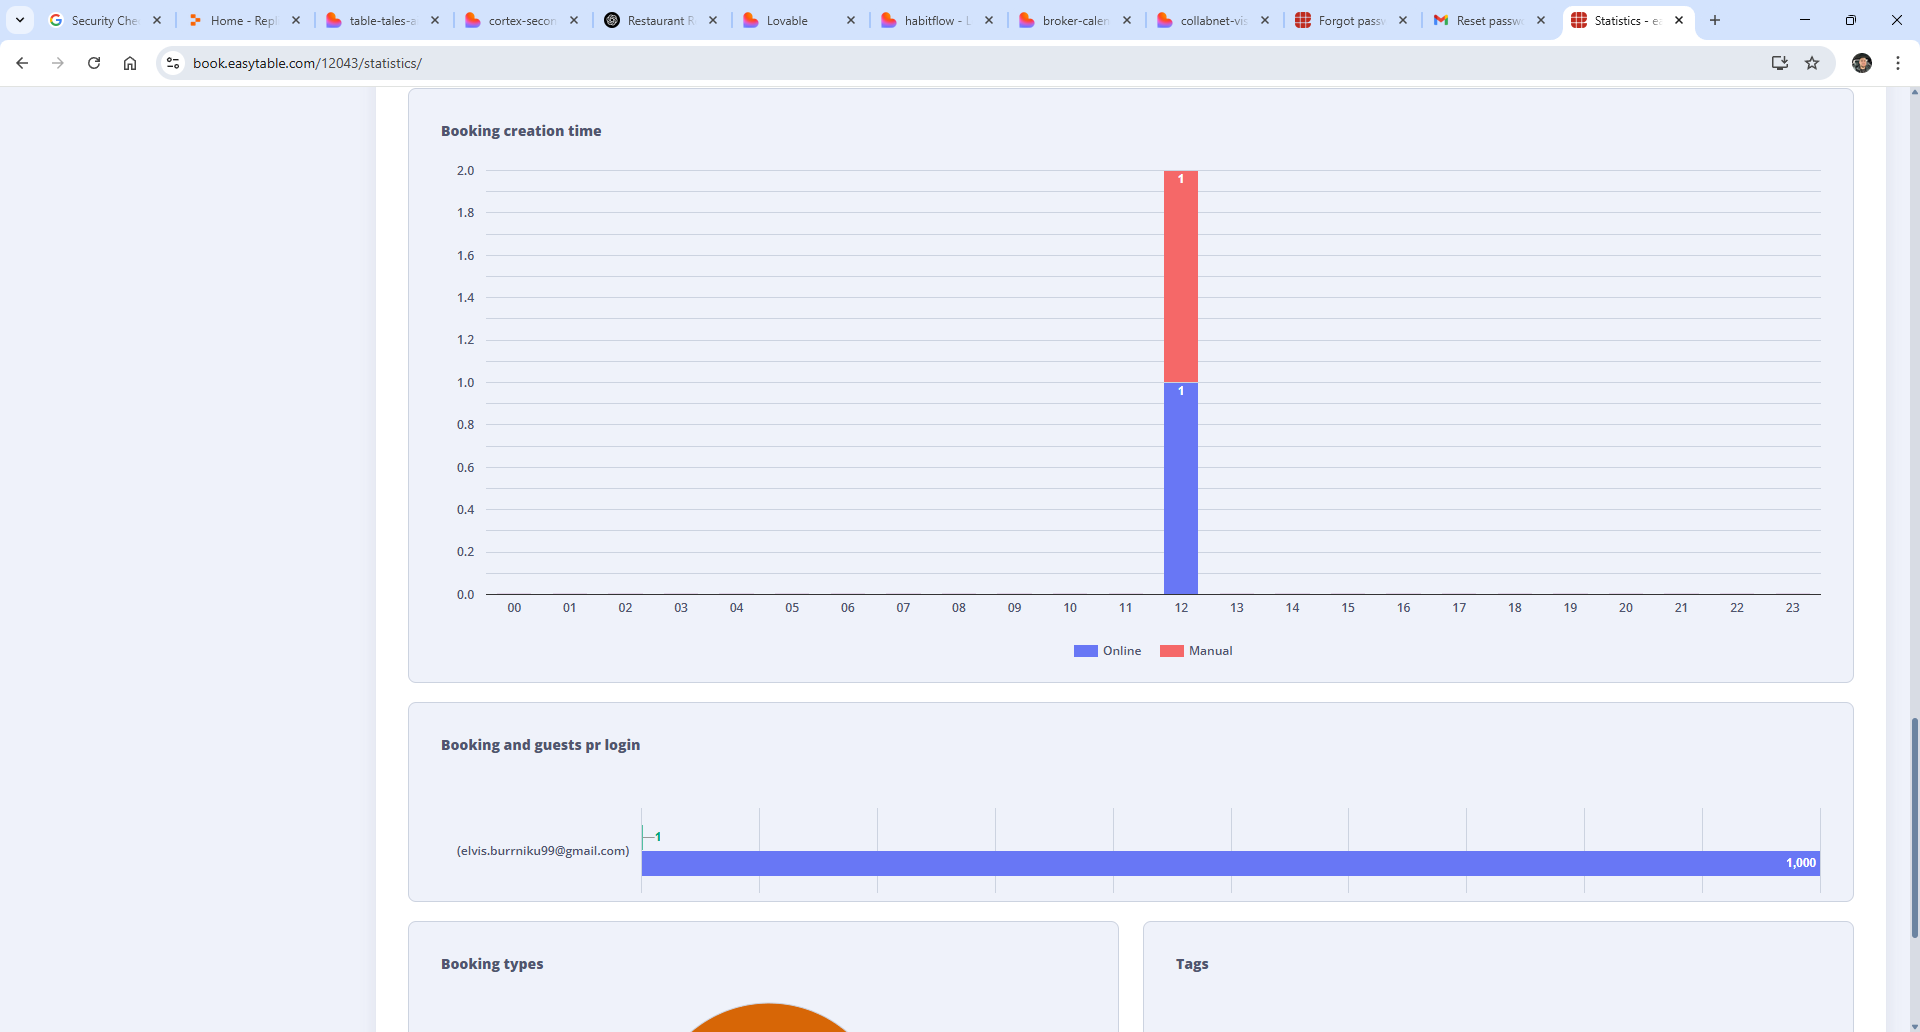 Security Che
Home - Repl
table-tales-a
cortex-secon
Restaurant R
Lovable
habitflow - L
broker-calen
collabnet-vis
Forgot passw
Reset passwo
Statistics - ea
book.easytable.com/12043/statistics/
Booking creation time
2.0
1.8
1.6
1.4
1.2
1.0
0.8
0.6
0.4
0.2
0.0
1
1
00 01 02 03 04 05 06 07 08 09 10 11 12 13 14 15 16 17 18 19 20 21 22 23
Online Manual
Booking and guests pr login
1
(elvis.burrniku99@gmail.com)
1,000
Booking types
Tags